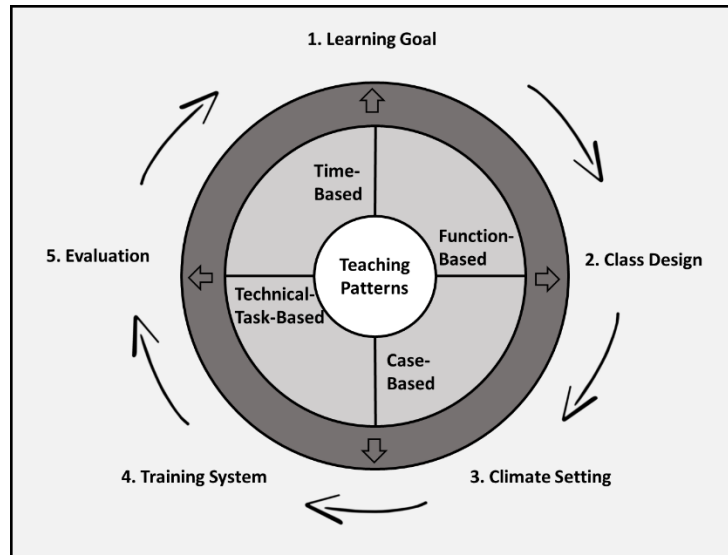 1. Learning Goal
Time-
Based
Function-
Based
5. Evaluation
Teaching
Patterns
2. Class Design
Technical-
Task-Based
Case-
Based
4. Training System
3. Climate Setting